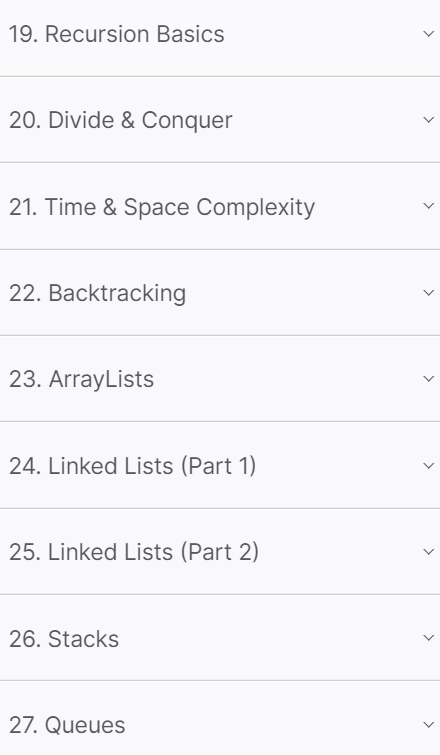 19. Recursion Basics
20. Divide & Conquer
21. Time & Space Complexity
22. Backtracking
23. ArrayLists
24. Linked Lists (Part 1)
25. Linked Lists (Part 2)
26. Stacks
27. Queues